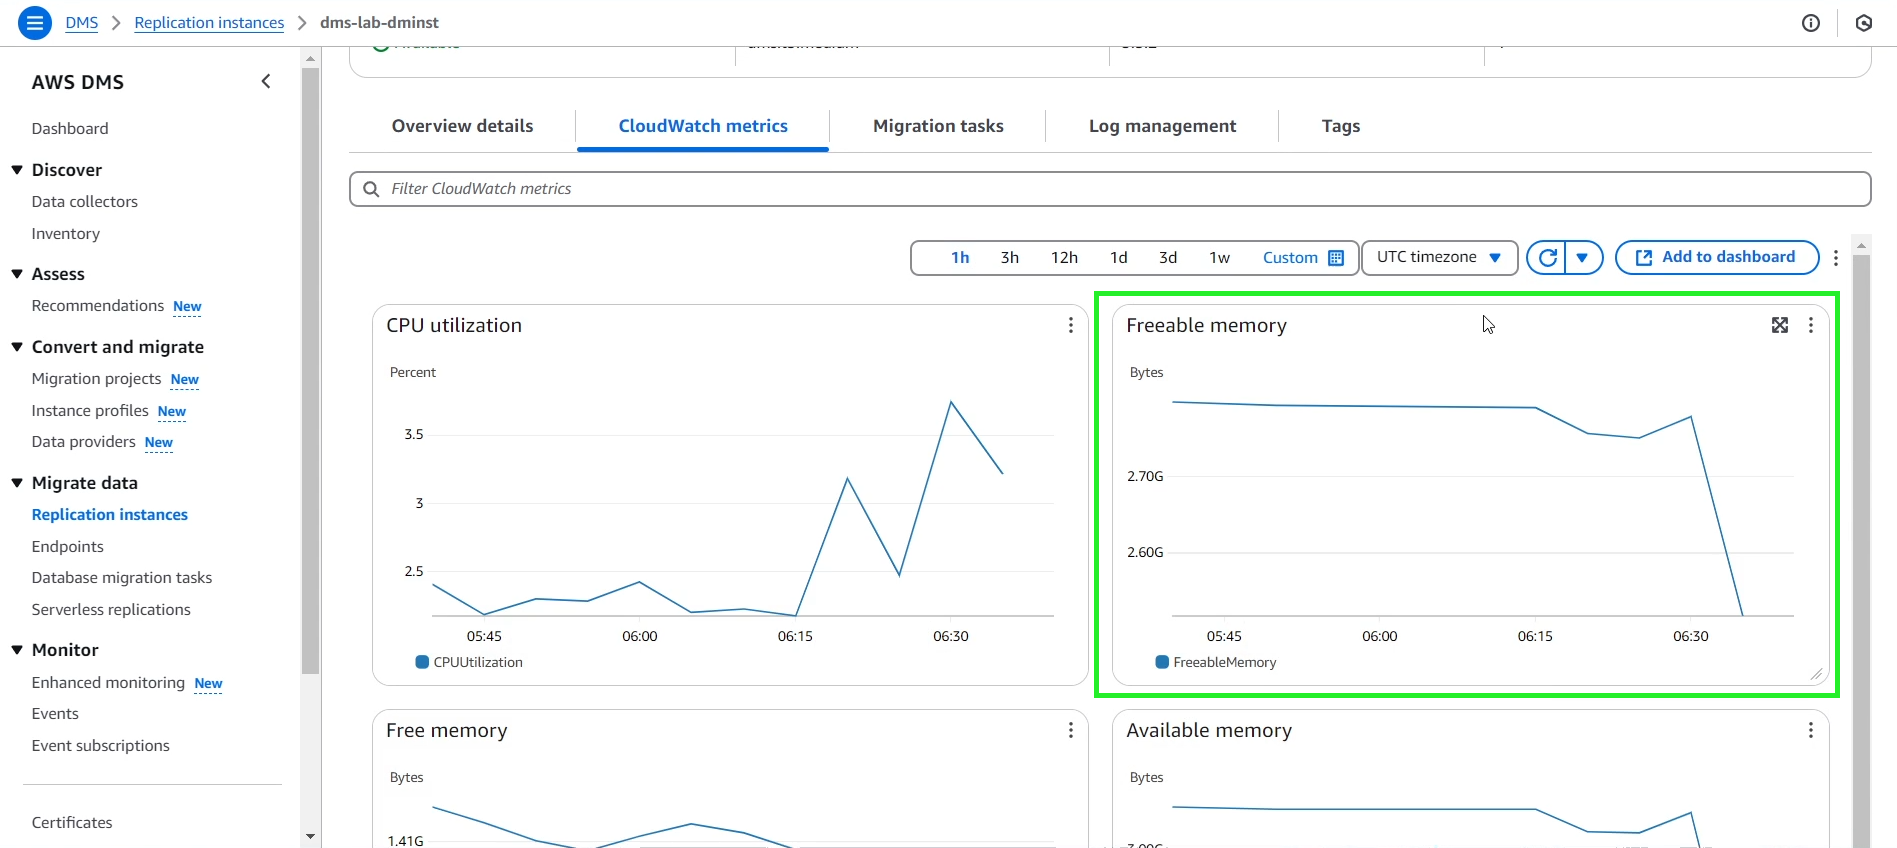 DMS > Replication instances > dms-lab-dminst
AWS DMS
Dashboard
Discover
Data collectors
Inventory
Assess
Recommendations New
Convert and migrate
Migration projects New
Instance profiles New
Data providers New
Migrate data
Replication instances
Endpoints
Database migration tasks
Serverless replications
Monitor
Enhanced monitoring New
Events
Event subscriptions
Certificates
Overview details
CloudWatch metrics
Migration tasks
Log management
Tags
Filter CloudWatch metrics
1h 3h 12h 1d 3d 1w Custom
UTC timezone
Add to dashboard
CPU utilization
Percent
3.5
3
2.5
05:45 06:00 06:15 06:30
CPUUtilization
Freeable memory
Bytes
2.70G
2.60G
05:45 06:00 06:15 06:30
FreeableMemory
Free memory
Bytes
1.41G
Available memory
Bytes